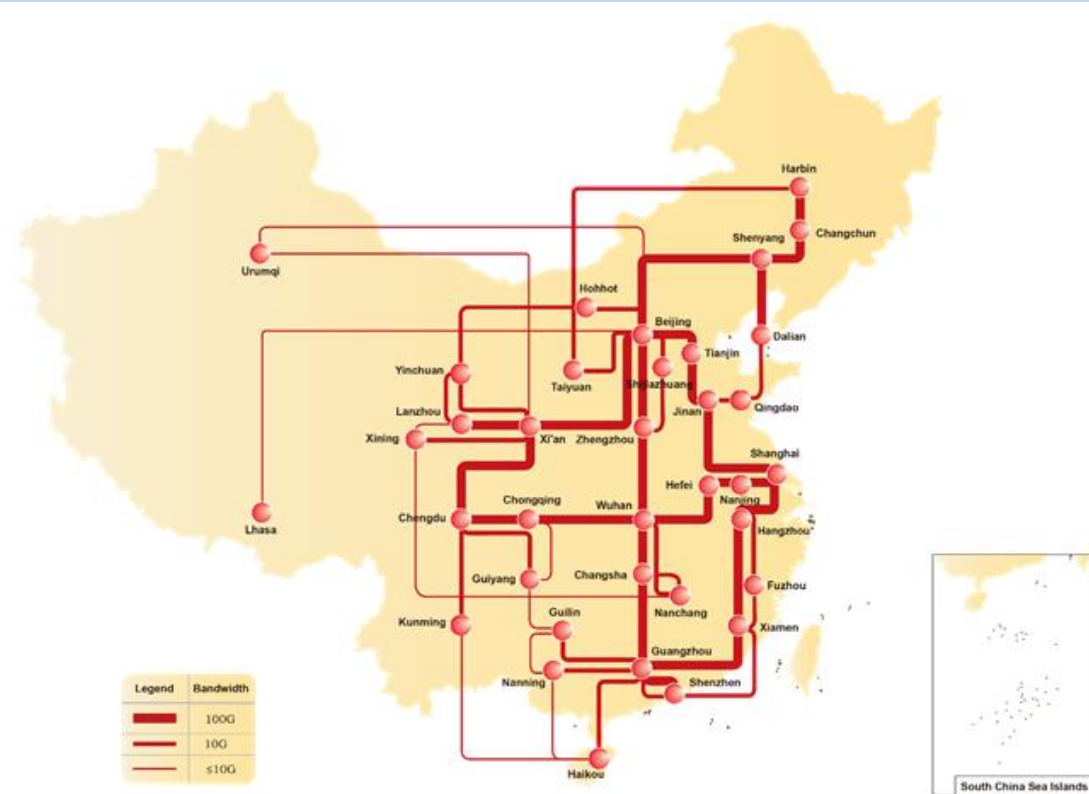 Harbin
Changchun
Shenyang
Urumqi
Hohhot
Beijing
Dalian
Tianjin
Yinchuan
Taiyuan
Shijiazhuang
Jinan
Qingdao
Lanzhou
Xining
Xi'an
Zhengzhou
Shanghai
Hefei
Nanjing
Chongqing
Wuhan
Chengdu
Hangzhou
Lhasa
Guiyang
Changsha
Fuzhou
Guilin
Nanchang
Kunming
Xiamen
Guangzhou
Nanning
Shenzhen
Legend Bandwidth
100G
10G
≤10G
Haikou
South China Sea Islands